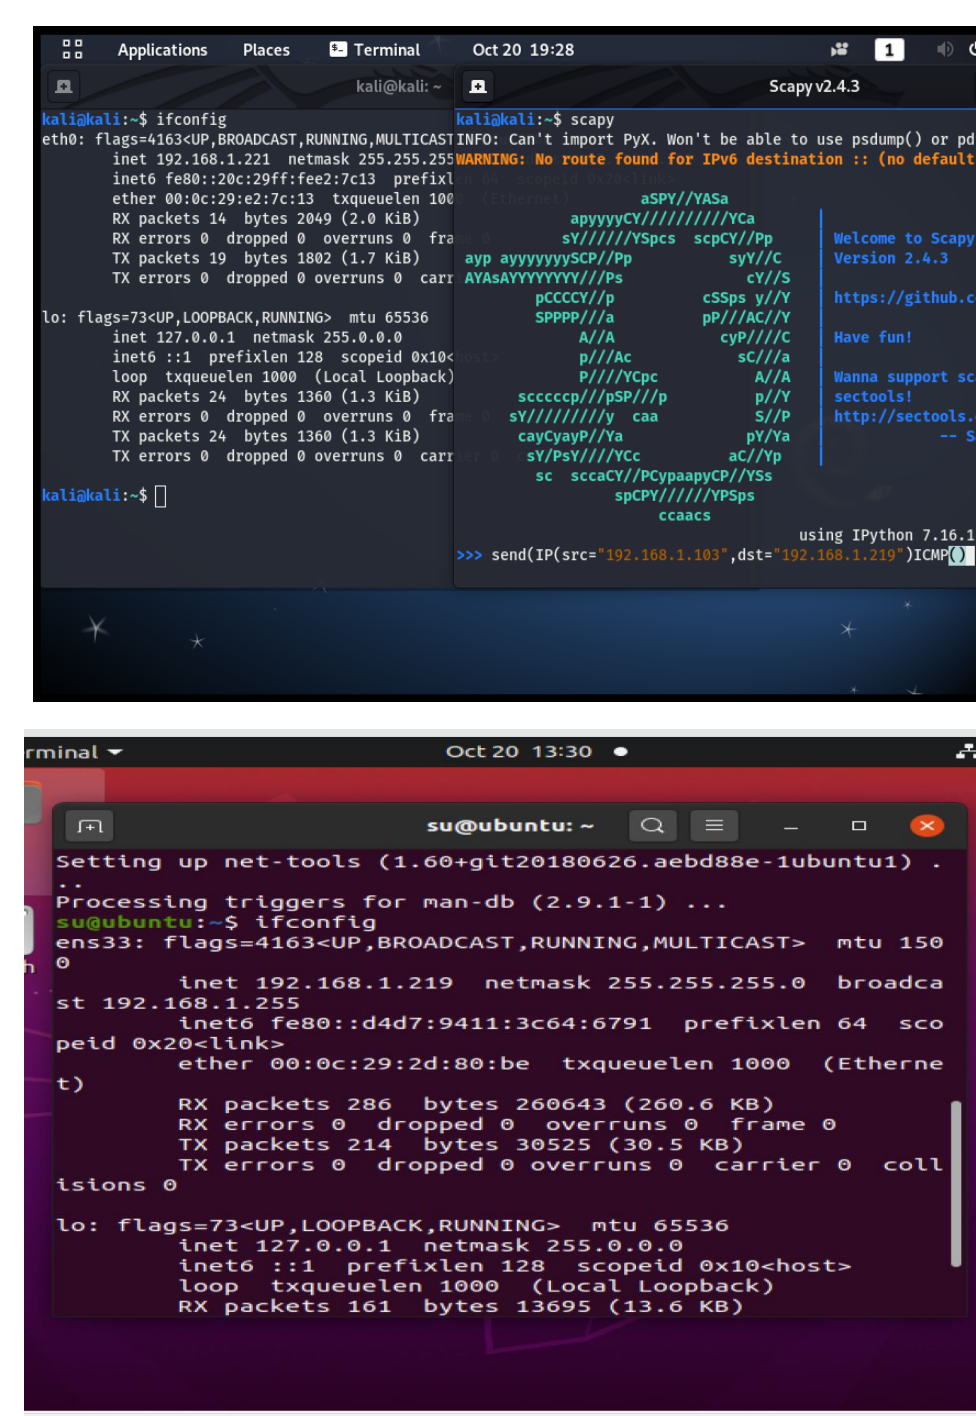 Applications Places Terminal Oct 20 19:28 1
kali@kali: ~
kali@kali:~$ ifconfig
eth0: flags=4163<UP,BROADCAST,RUNNING,MULTICAST
inet 192.168.1.221 netmask 255.255.255
inet6 fe80::20c:29ff:fee2:7c13 prefixl
ether 00:0c:29:e2:7c:13 txqueuelen 100
RX packets 14 bytes 2049 (2.0 KiB)
RX errors 0 dropped 0 overruns 0 fra
TX packets 19 bytes 1802 (1.7 KiB)
TX errors 0 dropped 0 overruns 0 carr
lo: flags=73<UP,LOOPBACK,RUNNING> mtu 65536
inet 127.0.0.1 netmask 255.0.0.0
inet6 ::1 prefixlen 128 scopeid 0x10<
loop txqueuelen 1000 (Local Loopback)
RX packets 24 bytes 1360 (1.3 KiB)
RX errors 0 dropped 0 overruns 0 fra
TX packets 24 bytes 1360 (1.3 KiB)
TX errors 0 dropped 0 overruns 0 carr
kali@kali:~$
Scapy v2.4.3
kali@kali:~$ scapy
INFO: Can't import PyX. Won't be able to use psdump() or pd
WARNING: No route found for IPv6 destination :: (no default
aSPY//YASa
apyyyyCY//////////YCa
sY//////YSpcs scpCY//Pp Welcome to Scapy
ayp ayyyyyyySCP//Pp syY//C Version 2.4.3
AYAsAYYYYYYYY///Ps cY//S
pCCCCY//p cSSps y//Y https://github.c
SPPPP///a pP///AC//Y
A//A cyP////C Have fun!
p///Ac sC///a
P////YCpc A//A Wanna support sc
scccccp///pSP///p p//Y sectools!
sY/////////y caa S//P http://sectools.
cayCyayP//Ya pY/Ya -- S
sY/PsY////YCc aC//Yp
sc sccaCY//PCypaapyCP//YSs
spCPY//////YPSps
ccaacs
using IPython 7.16.1
>>> send(IP(src="192.168.1.103",dst="192.168.1.219")ICMP()
rminal Oct 20 13:30
su@ubuntu: ~
Setting up net-tools (1.60+git20180626.aebd88e-1ubuntu1) .
..
Processing triggers for man-db (2.9.1-1) ...
su@ubuntu:~$ ifconfig
ens33: flags=4163<UP,BROADCAST,RUNNING,MULTICAST> mtu 150
0
inet 192.168.1.219 netmask 255.255.255.0 broadca
st 192.168.1.255
inet6 fe80::d4d7:9411:3c64:6791 prefixlen 64 sco
peid 0x20<link>
ether 00:0c:29:2d:80:be txqueuelen 1000 (Etherne
t)
RX packets 286 bytes 260643 (260.6 KB)
RX errors 0 dropped 0 overruns 0 frame 0
TX packets 214 bytes 30525 (30.5 KB)
TX errors 0 dropped 0 overruns 0 carrier 0 coll
isions 0
lo: flags=73<UP,LOOPBACK,RUNNING> mtu 65536
inet 127.0.0.1 netmask 255.0.0.0
inet6 ::1 prefixlen 128 scopeid 0x10<host>
loop txqueuelen 1000 (Local Loopback)
RX packets 161 bytes 13695 (13.6 KB)